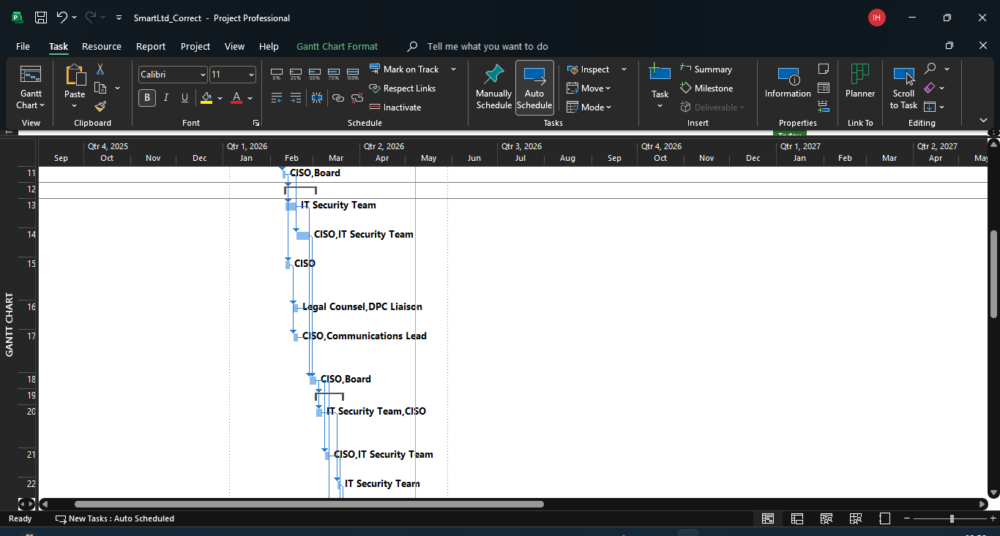 SmartLtd_Correct - Project Professional
IH
File Task Resource Report Project View Help Gantt Chart Format Tell me what you want to do
Calibri 11
0% 25% 50% 75% 100%
Mark on Track
Respect Links
Inactivate
Gantt Chart
Paste
B I U A
Manually Schedule
Auto Schedule
Inspect
Move
Mode
Task
Summary
Milestone
Deliverable
Information
Planner
Scroll to Task
View Clipboard Font Schedule Tasks Insert Properties Link To Editing
Qtr 4, 2025 Qtr 1, 2026 Qtr 2, 2026 Qtr 3, 2026 Qtr 4, 2026 Qtr 1, 2027 Qtr 2, 2027
Sep Oct Nov Dec Jan Feb Mar Apr May Jun Jul Aug Sep Oct Nov Dec Jan Feb Mar Apr
GANTT CHART
11 CISO,Board
12
13 IT Security Team
14 CISO,IT Security Team
15 CISO
16 Legal Counsel,DPC Liaison
17 CISO,Communications Lead
18 CISO,Board
19
20 IT Security Team,CISO
21 CISO,IT Security Team
22 IT Security Team
Ready New Tasks : Auto Scheduled